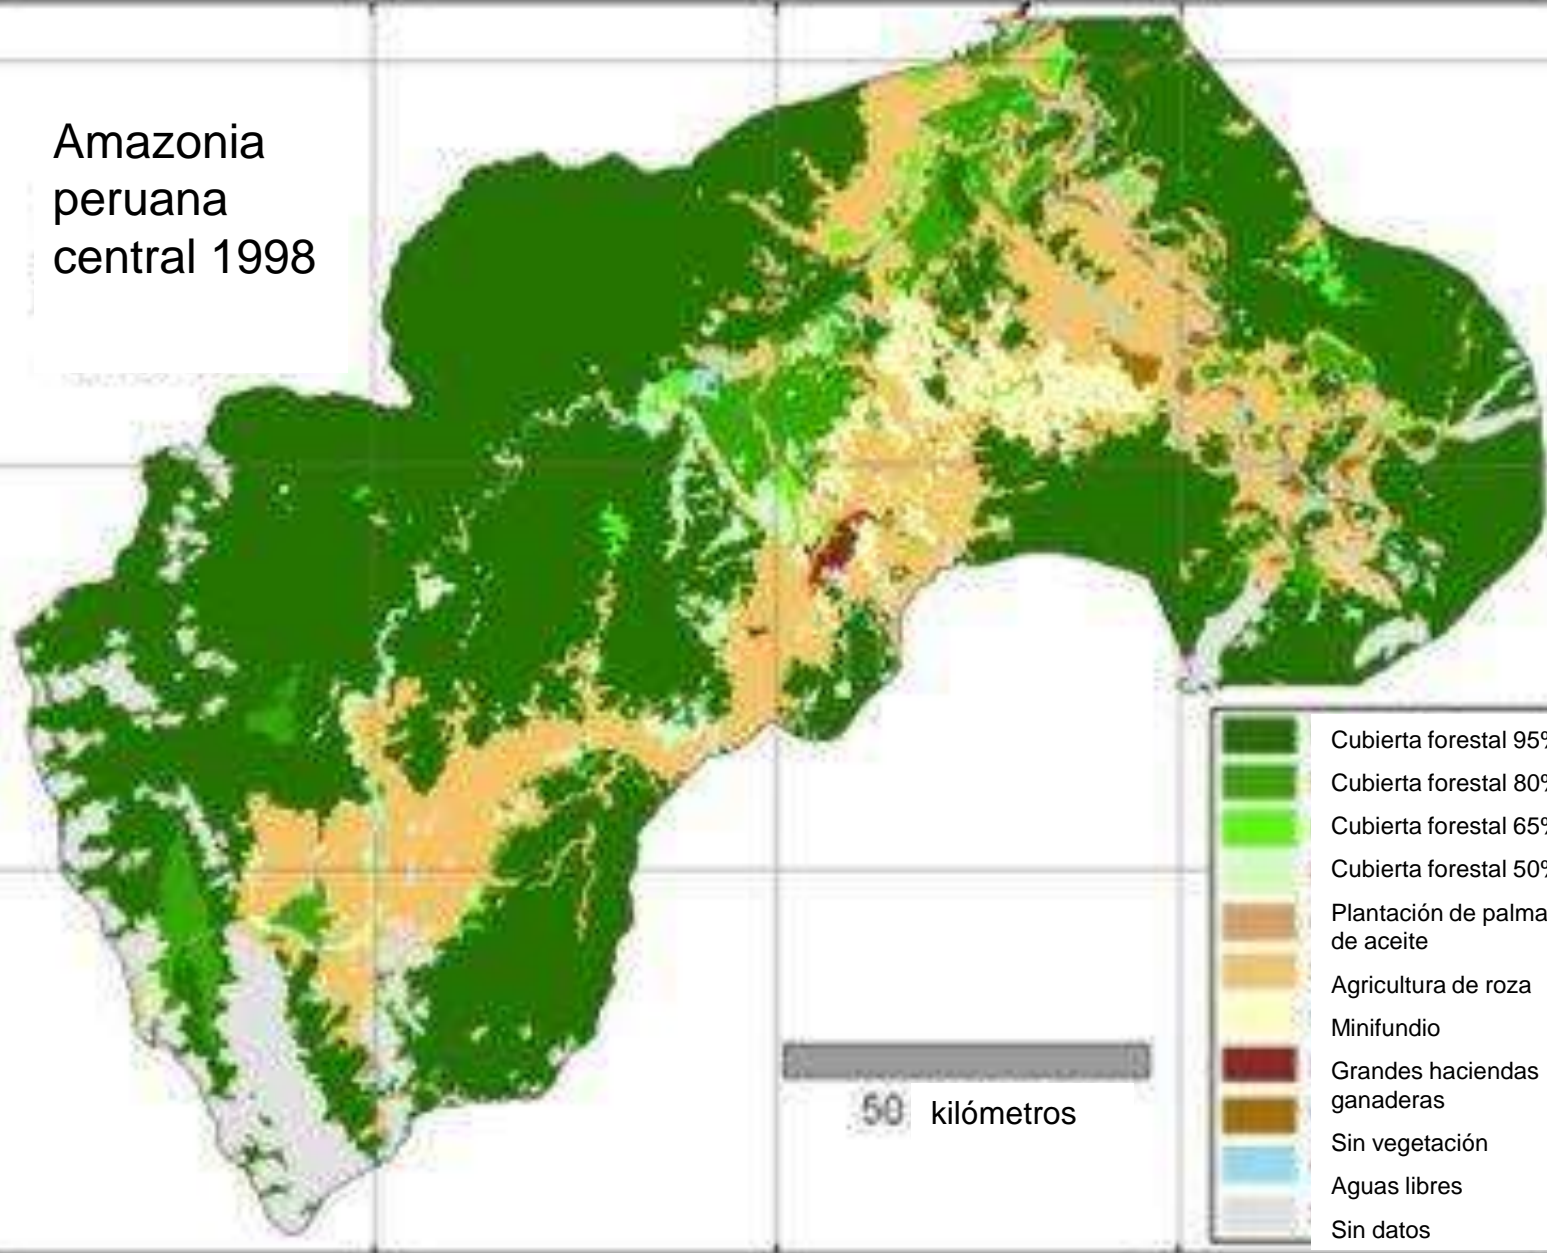 Amazonia
peruana
central 1998
Cubierta forestal 95%
Cubierta forestal 80%
Cubierta forestal 65%
Cubierta forestal 50%
Plantación de palma
de aceite
Agricultura de roza
Minifundio
Grandes haciendas
ganaderas
Sin vegetación
Aguas libres
Sin datos
50 kilómetros